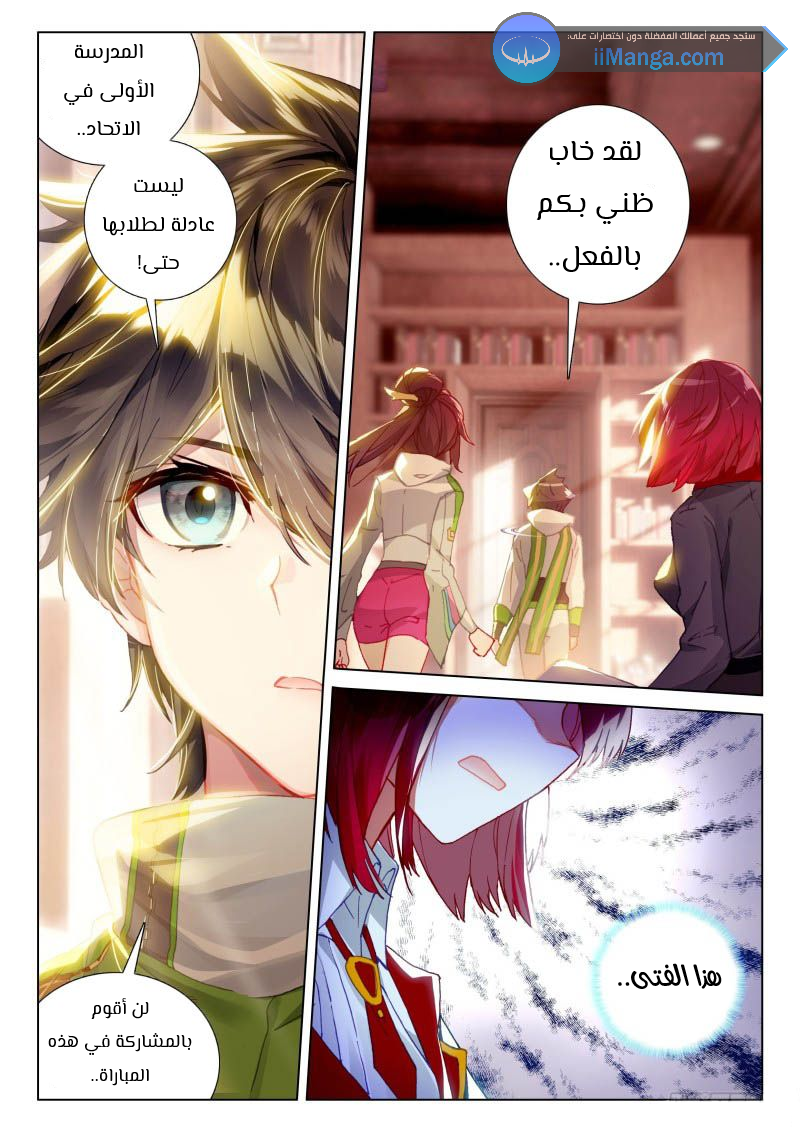 ستجد جميع أعمالك المفضلة دون اختصارات على:
iiManga.com
لقد خاب
ظني بكم
بالفعل..
المدرسة
الأولى في
الاتحاد..
ليست
عادلة لطلابها
حتى!
هذا الفتى..
لن أقوم
بالمشاركة في هذه
المباراة..